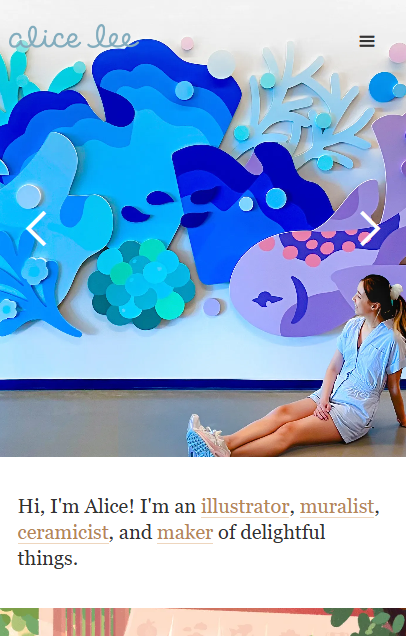 alice lee
Hi, I'm Alice! I'm an illustrator, muralist,
ceramicist, and maker of delightful
things.